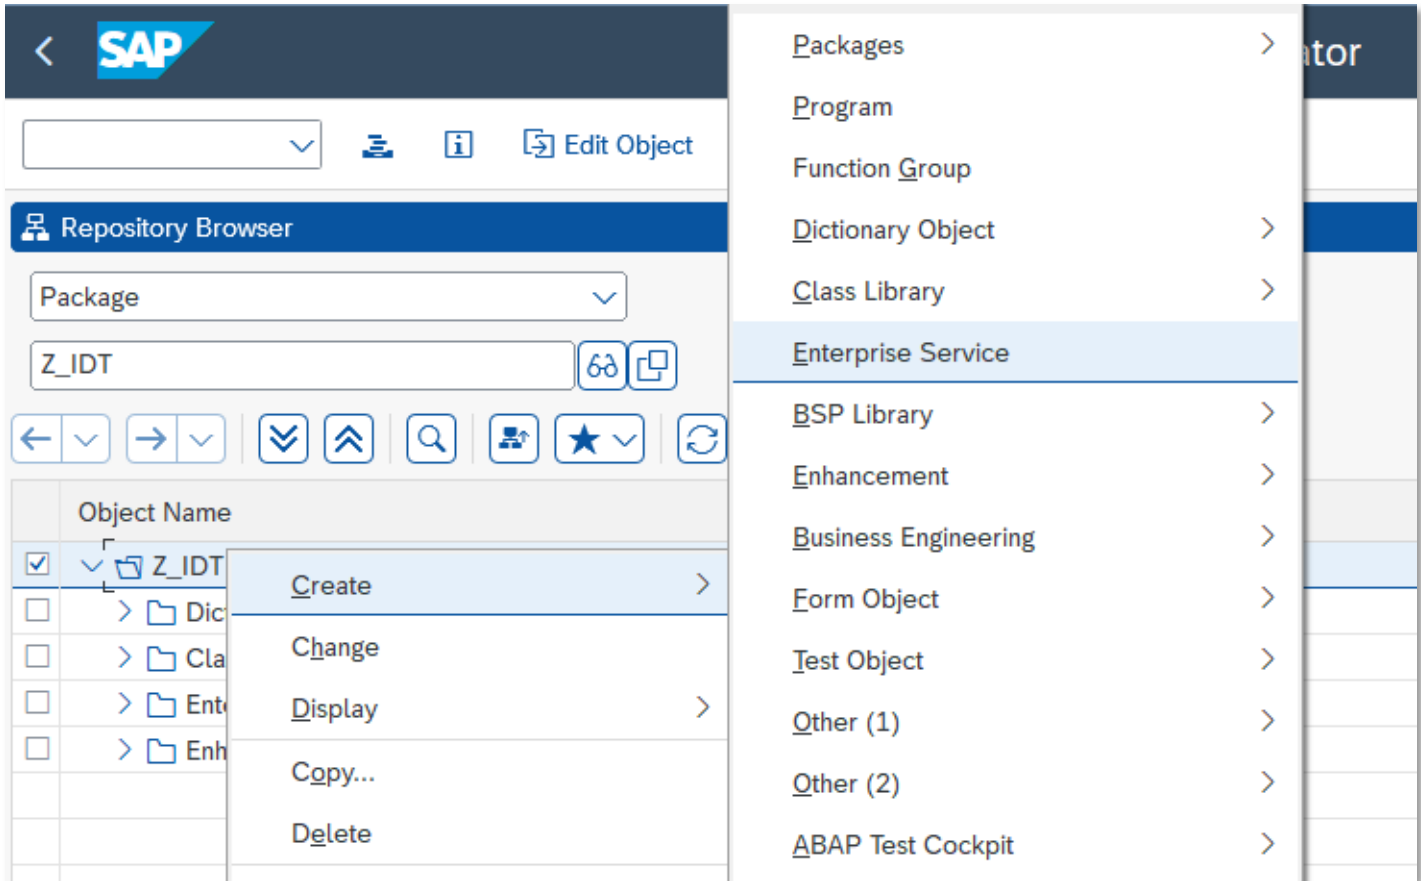 SAP
ator
Edit Object
Repository Browser
Package
Z_IDT
Object Name
Z_IDT
Dic
Cla
Ent
Enh
Create
Change
Display
Copy...
Delete
Packages
Program
Function Group
Dictionary Object
Class Library
Enterprise Service
BSP Library
Enhancement
Business Engineering
Form Object
Test Object
Other (1)
Other (2)
ABAP Test Cockpit